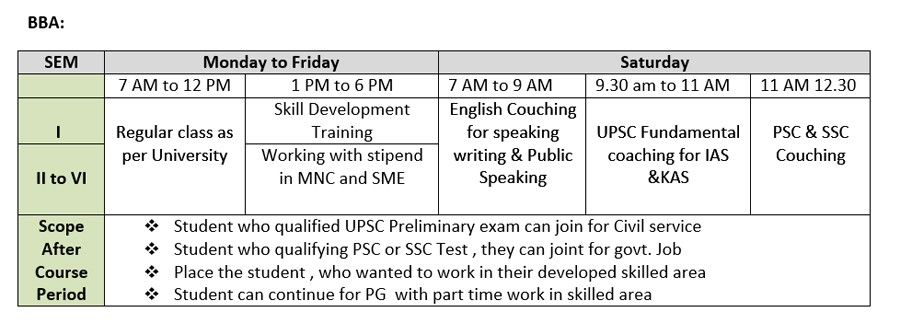 BBA:
SEM Monday to Friday Saturday
7 AM to 12 PM 1 PM to 6 PM 7 AM to 9 AM 9.30 am to 11 AM 11 AM 12.30
I Regular class as per University Skill Development Training English Couching for speaking writing & Public Speaking UPSC Fundamental coaching for IAS &KAS PSC & SSC Couching
II to VI Working with stipend in MNC and SME
Scope After Course Period
❖ Student who qualified UPSC Preliminary exam can join for Civil service
❖ Student who qualifying PSC or SSC Test , they can joint for govt. Job
❖ Place the student , who wanted to work in their developed skilled area
❖ Student can continue for PG with part time work in skilled area